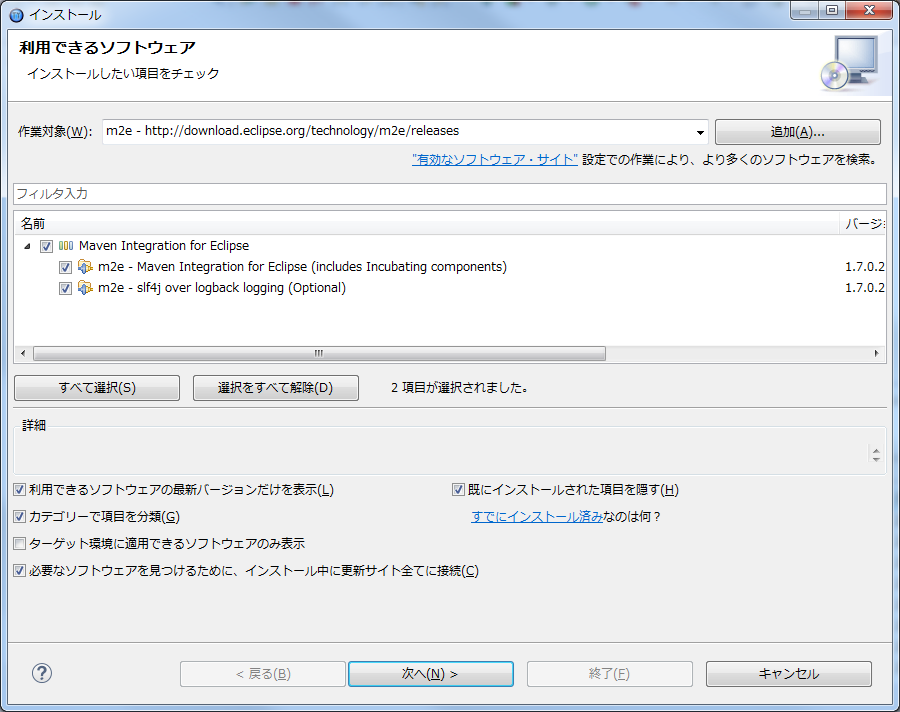 インストール
利用できるソフトウェア
インストールしたい項目をチェック
作業対象(W): m2e - http://download.eclipse.org/technology/m2e/releases 追加(A)...
"有効なソフトウェア・サイト" 設定での作業により、より多くのソフトウェアを検索。
フィルタ入力
名前 バージ
Maven Integration for Eclipse
m2e - Maven Integration for Eclipse (includes Incubating components) 1.7.0.2
m2e - slf4j over logback logging (Optional) 1.7.0.2
すべて選択(S) 選択をすべて解除(D) 2 項目が選択されました。
詳細
利用できるソフトウェアの最新バージョンだけを表示(L) 既にインストールされた項目を隠す(H)
カテゴリーで項目を分類(G) すでにインストール済みなのは何？
ターゲット環境に適用できるソフトウェアのみ表示
必要なソフトウェアを見つけるために、インストール中に更新サイト全てに接続(C)
? < 戻る(B) 次へ(N) > 終了(F) キャンセル